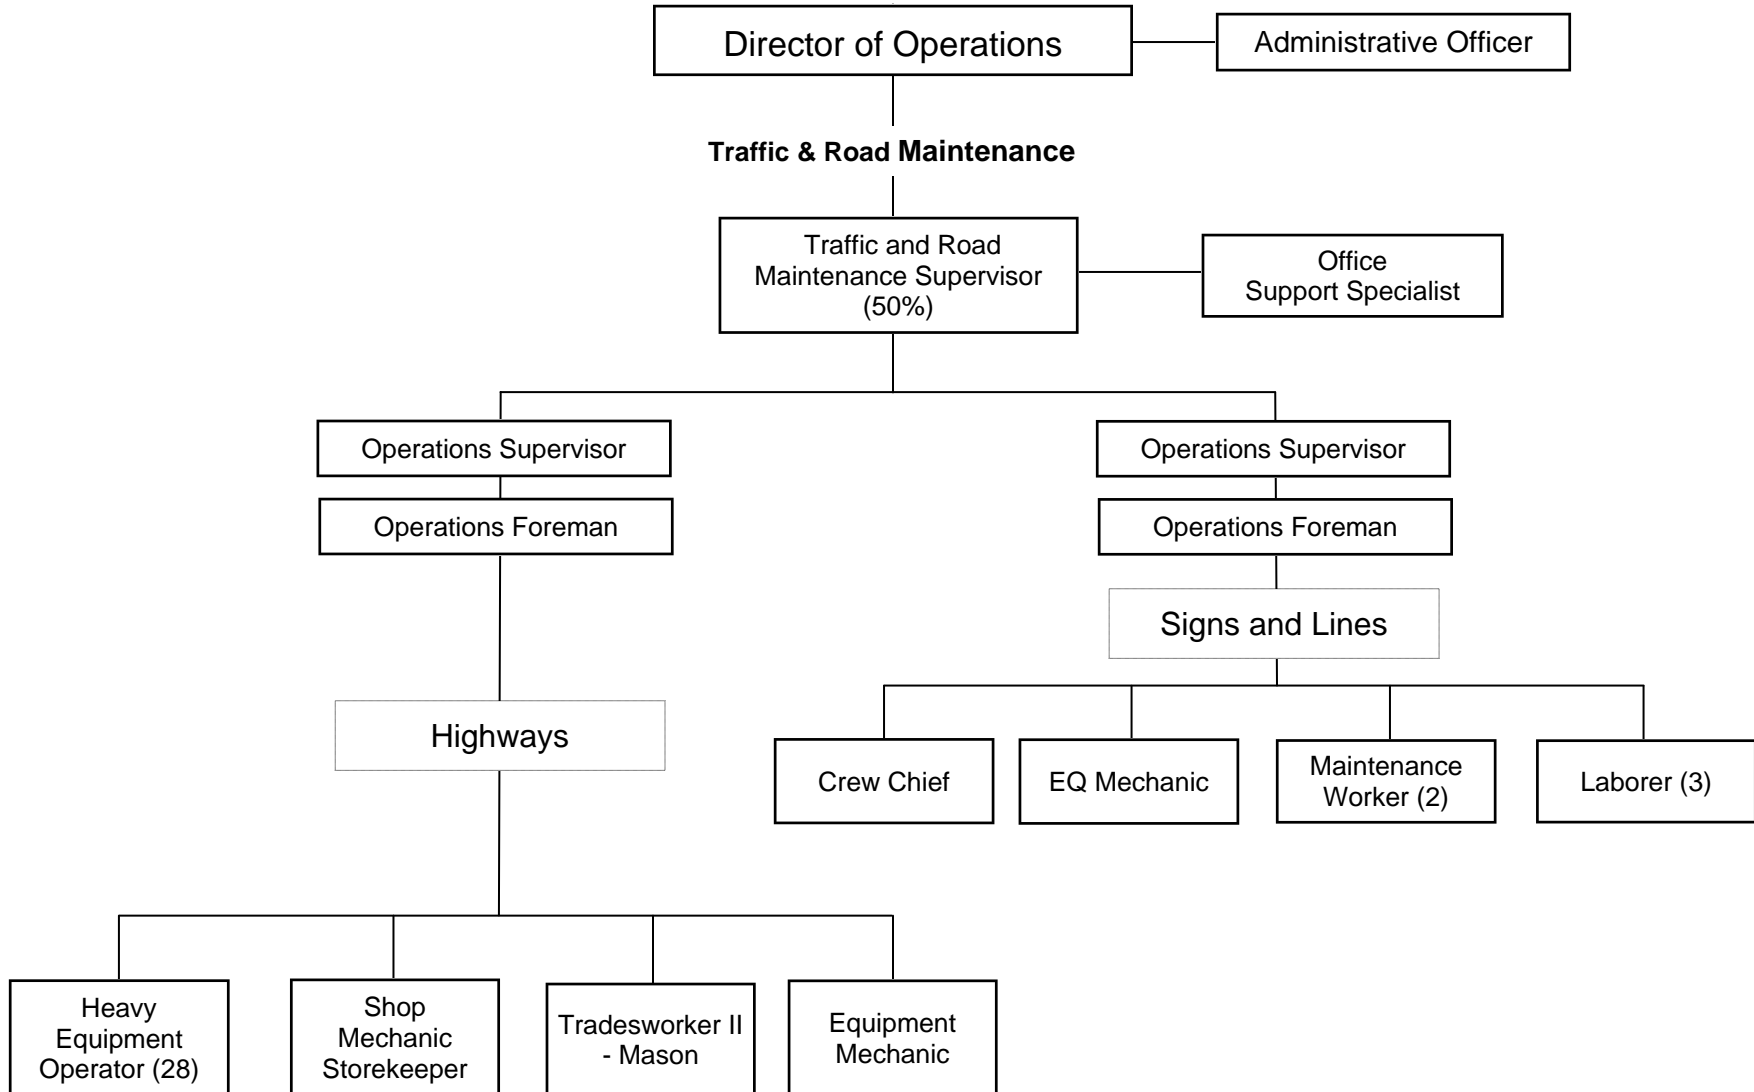 Director of Operations
Administrative Officer
Traffic & Road Maintenance
Traffic and Road
Maintenance Supervisor
(50%)
Office
Support Specialist
Operations Supervisor
Operations Supervisor
Operations Foreman
Operations Foreman
Signs and Lines
Highways
Crew Chief
EQ Mechanic
Maintenance
Worker (2)
Laborer (3)
Heavy
Equipment
Operator (28)
Shop
Mechanic
Storekeeper
Tradesworker II
- Mason
Equipment
Mechanic